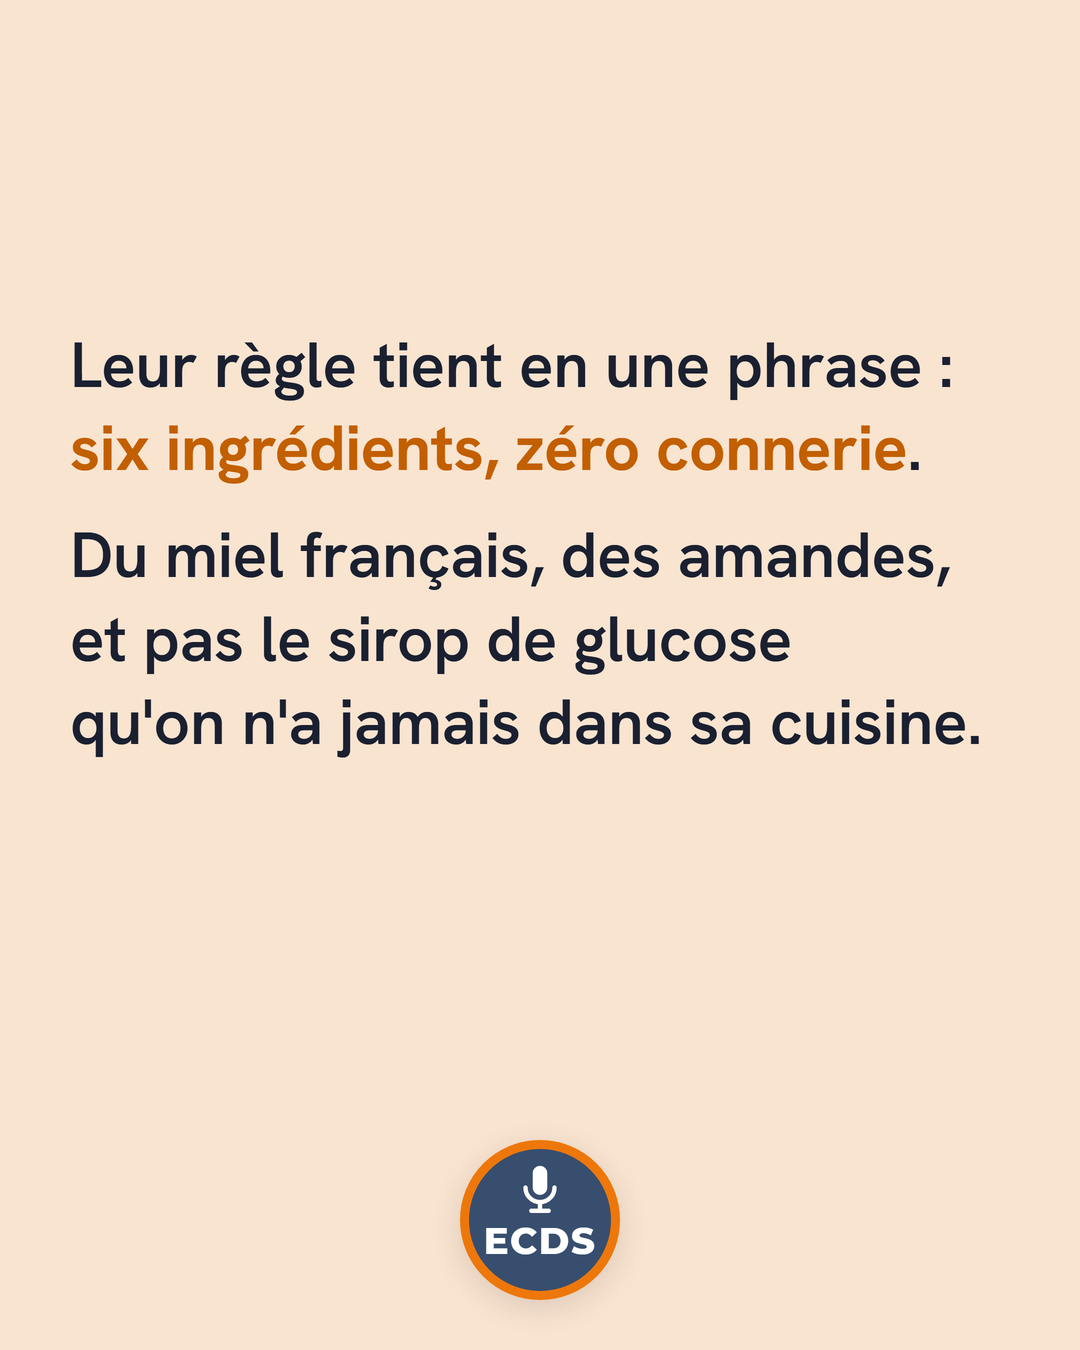 Leur règle tient en une phrase :
six ingrédients, zéro connerie.
Du miel français, des amandes,
et pas le sirop de glucose
qu'on n'a jamais dans sa cuisine.
ECDS